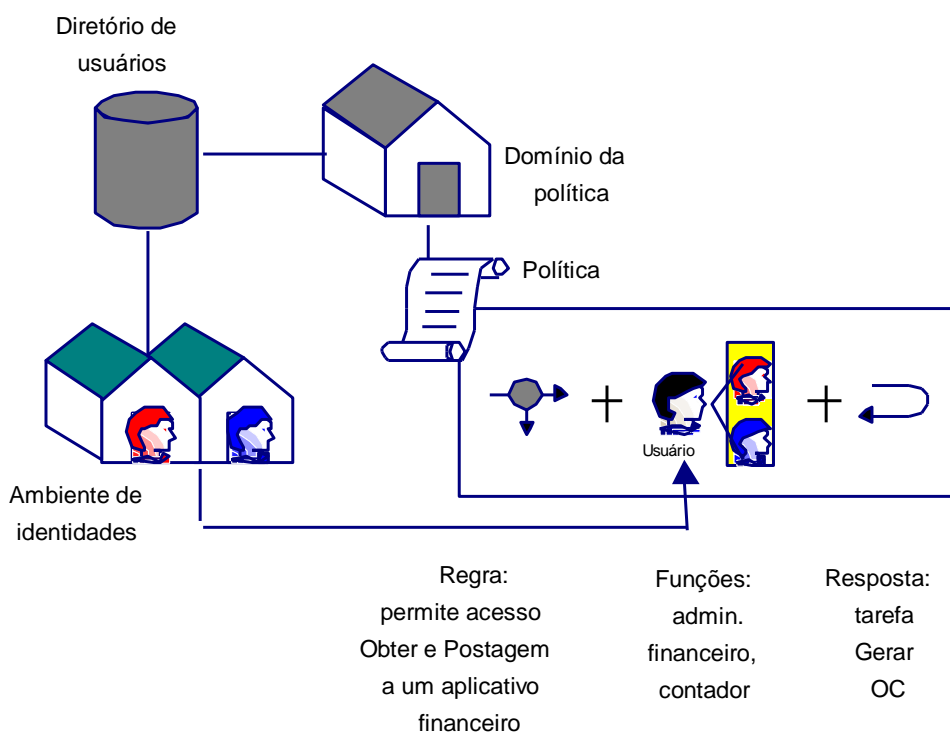 Diretório de
usuários
Domínio da
política
Política
Usuário
Ambiente de
identidades
Regra:
permite acesso
Obter e Postagem
a um aplicativo
financeiro
Funções:
admin.
financeiro,
contador
Resposta:
tarefa
Gerar
OC